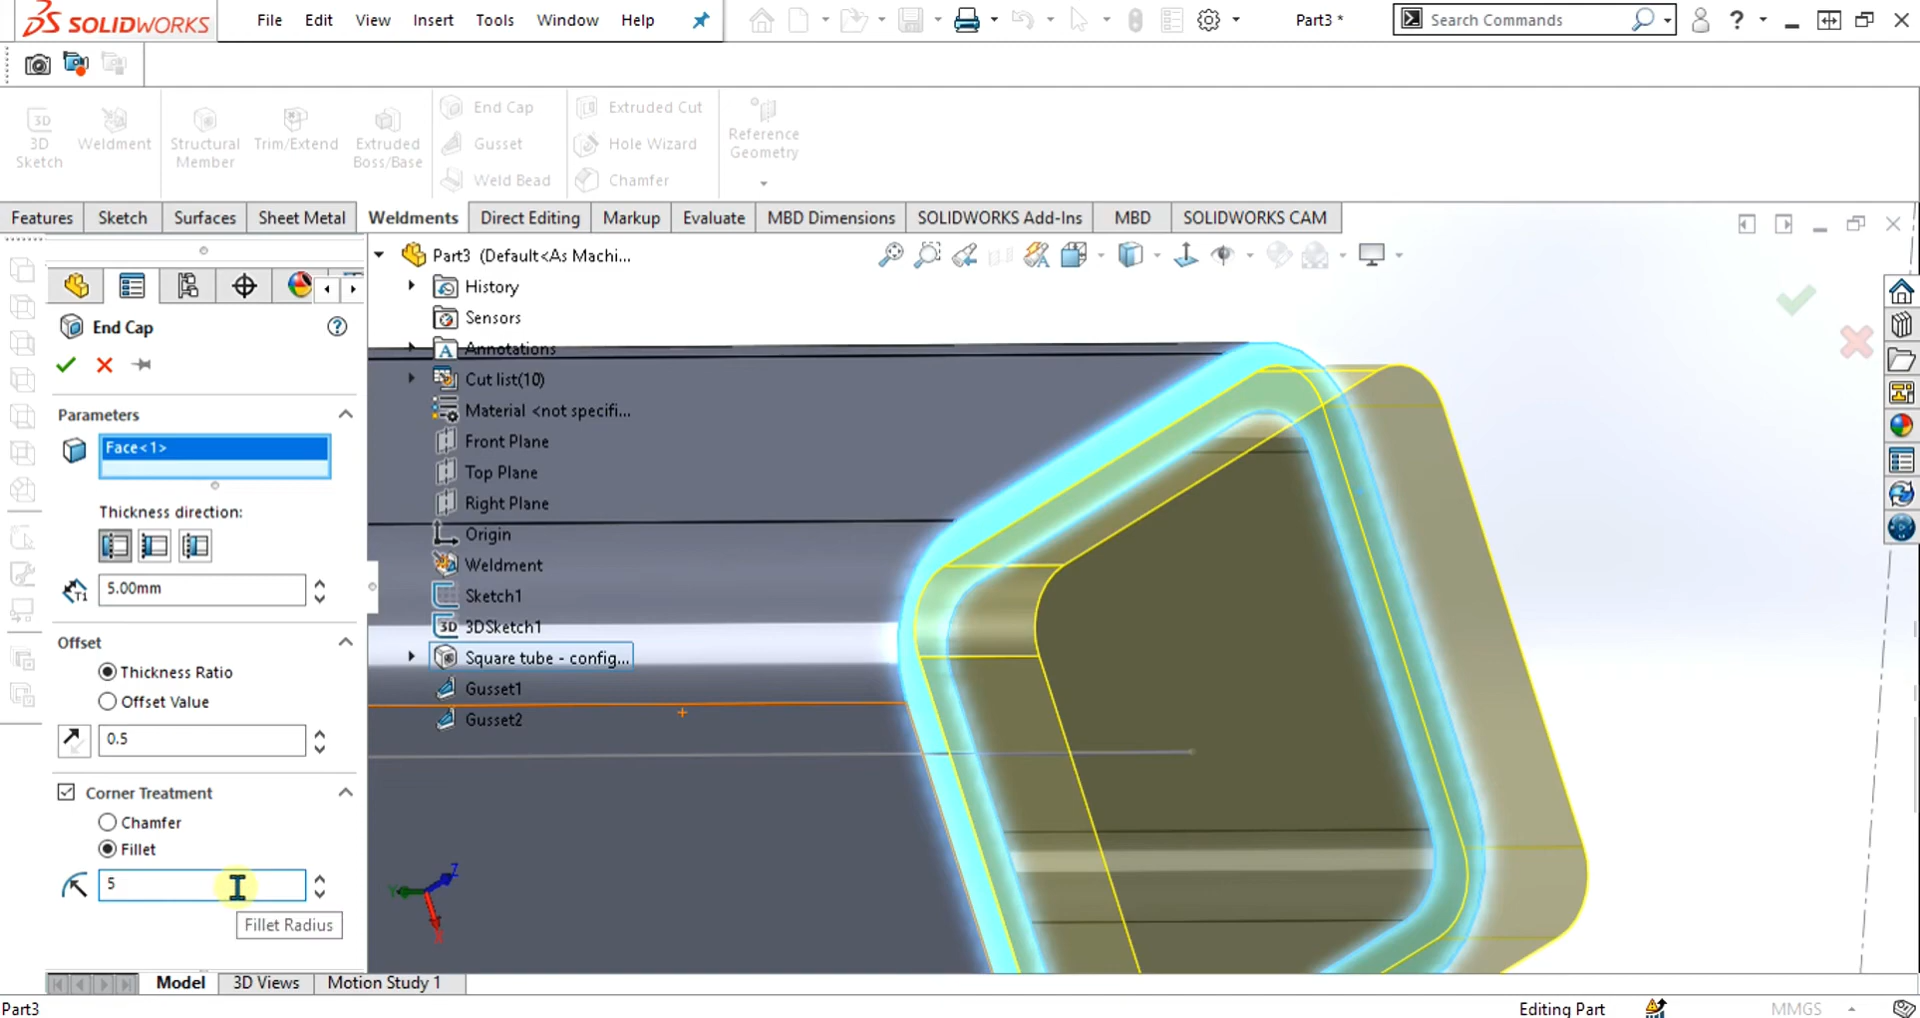 SOLIDWORKS
File Edit View Insert Tools Window Help
Part3 *
Search Commands
?
3D
Sketch
Weldment
Structural
Member
Trim/Extend
Extruded
Boss/Base
End Cap
Gusset
Weld Bead
Extruded Cut
Hole Wizard
Chamfer
Reference
Geometry
Features Sketch Surfaces Sheet Metal Weldments Direct Editing Markup Evaluate MBD Dimensions SOLIDWORKS Add-Ins MBD SOLIDWORKS CAM
End Cap
Parameters
Face<1>
Thickness direction:
5.00mm
Offset
Thickness Ratio
Offset Value
0.5
Corner Treatment
Chamfer
Fillet
5
Fillet Radius
Part3 (Default<As Machi...
History
Sensors
Annotations
Cut list(10)
Material <not specifi...
Front Plane
Top Plane
Right Plane
Origin
Weldment
Sketch1
3DSketch1
Square tube - config...
Gusset1
Gusset2
Model 3D Views Motion Study 1
Part3
Editing Part
MMGS